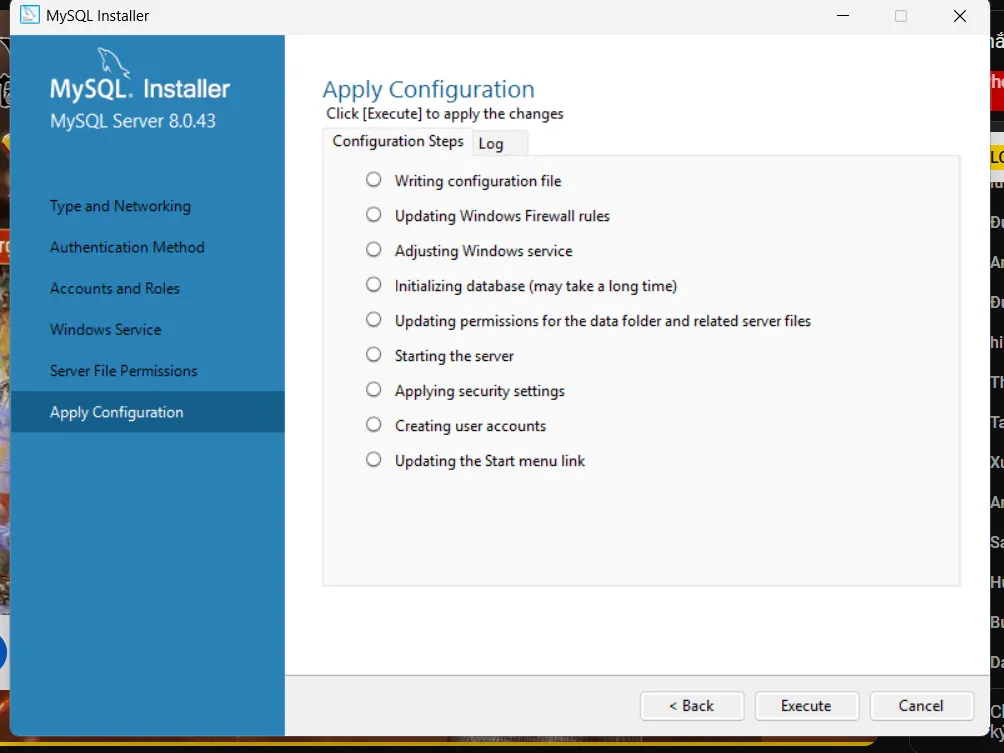 MySQL Installer
MySQL. Installer
MySQL Server 8.0.43
Type and Networking
Authentication Method
Accounts and Roles
Windows Service
Server File Permissions
Apply Configuration
Apply Configuration
Click [Execute] to apply the changes
Configuration Steps Log
Writing configuration file
Updating Windows Firewall rules
Adjusting Windows service
Initializing database (may take a long time)
Updating permissions for the data folder and related server files
Starting the server
Applying security settings
Creating user accounts
Updating the Start menu link
< Back Execute Cancel